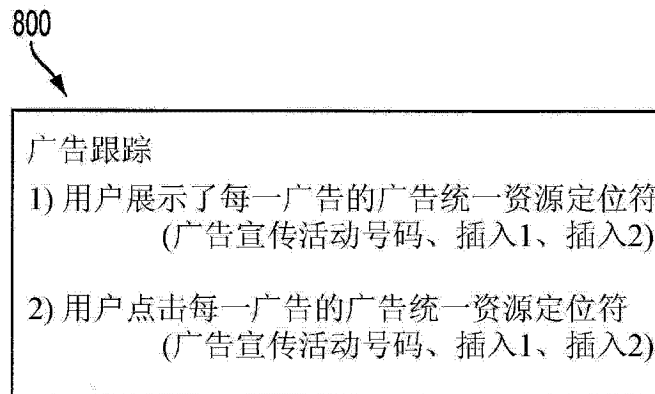 800
广告跟踪
1) 用户展示了每一广告的广告统一资源定位符
(广告宣传活动号码、插入1、插入2)
2) 用户点击每一广告的广告统一资源定位符
(广告宣传活动号码、插入1、插入2)